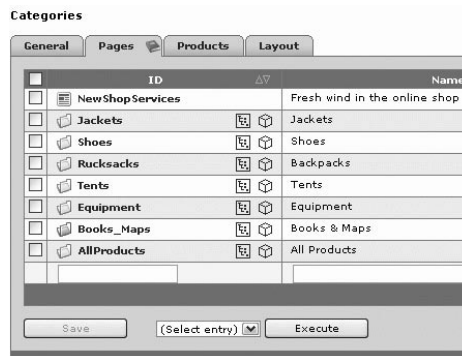 Categories
General Pages Products Layout
ID Name
NewShopServices Fresh wind in the online shop
Jackets Jackets
Shoes Shoes
Rucksacks Backpacks
Tents Tents
Equipment Equipment
Books_Maps Books & Maps
AllProducts All Products
Save (Select entry) Execute